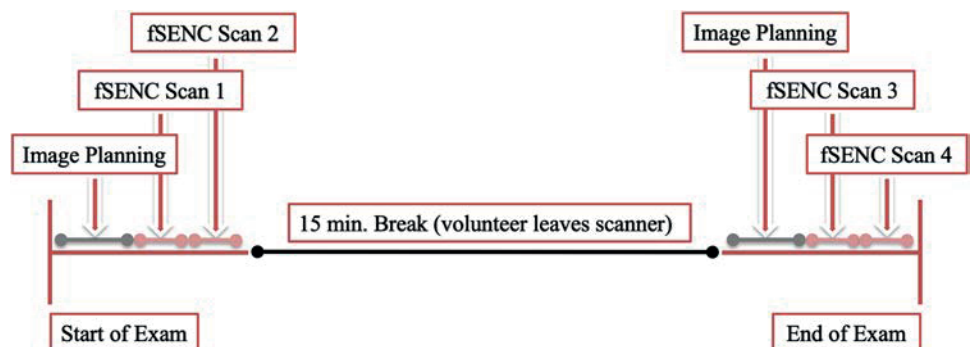 fSENC Scan 2
Image Planning
fSENC Scan 1
fSENC Scan 3
Image Planning
fSENC Scan 4
15 min. Break (volunteer leaves scanner)
Start of Exam
End of Exam